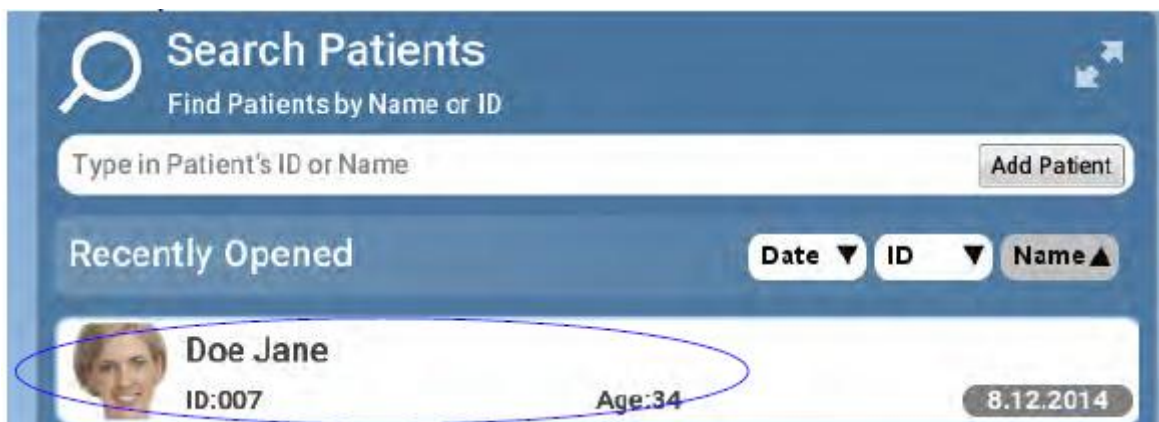 Search Patients
Find Patients by Name or ID
Type in Patient's ID or Name Add Patient
Recently Opened Date ▼ ID ▼ Name▲
Doe Jane
ID:007 Age:34 8.12.2014